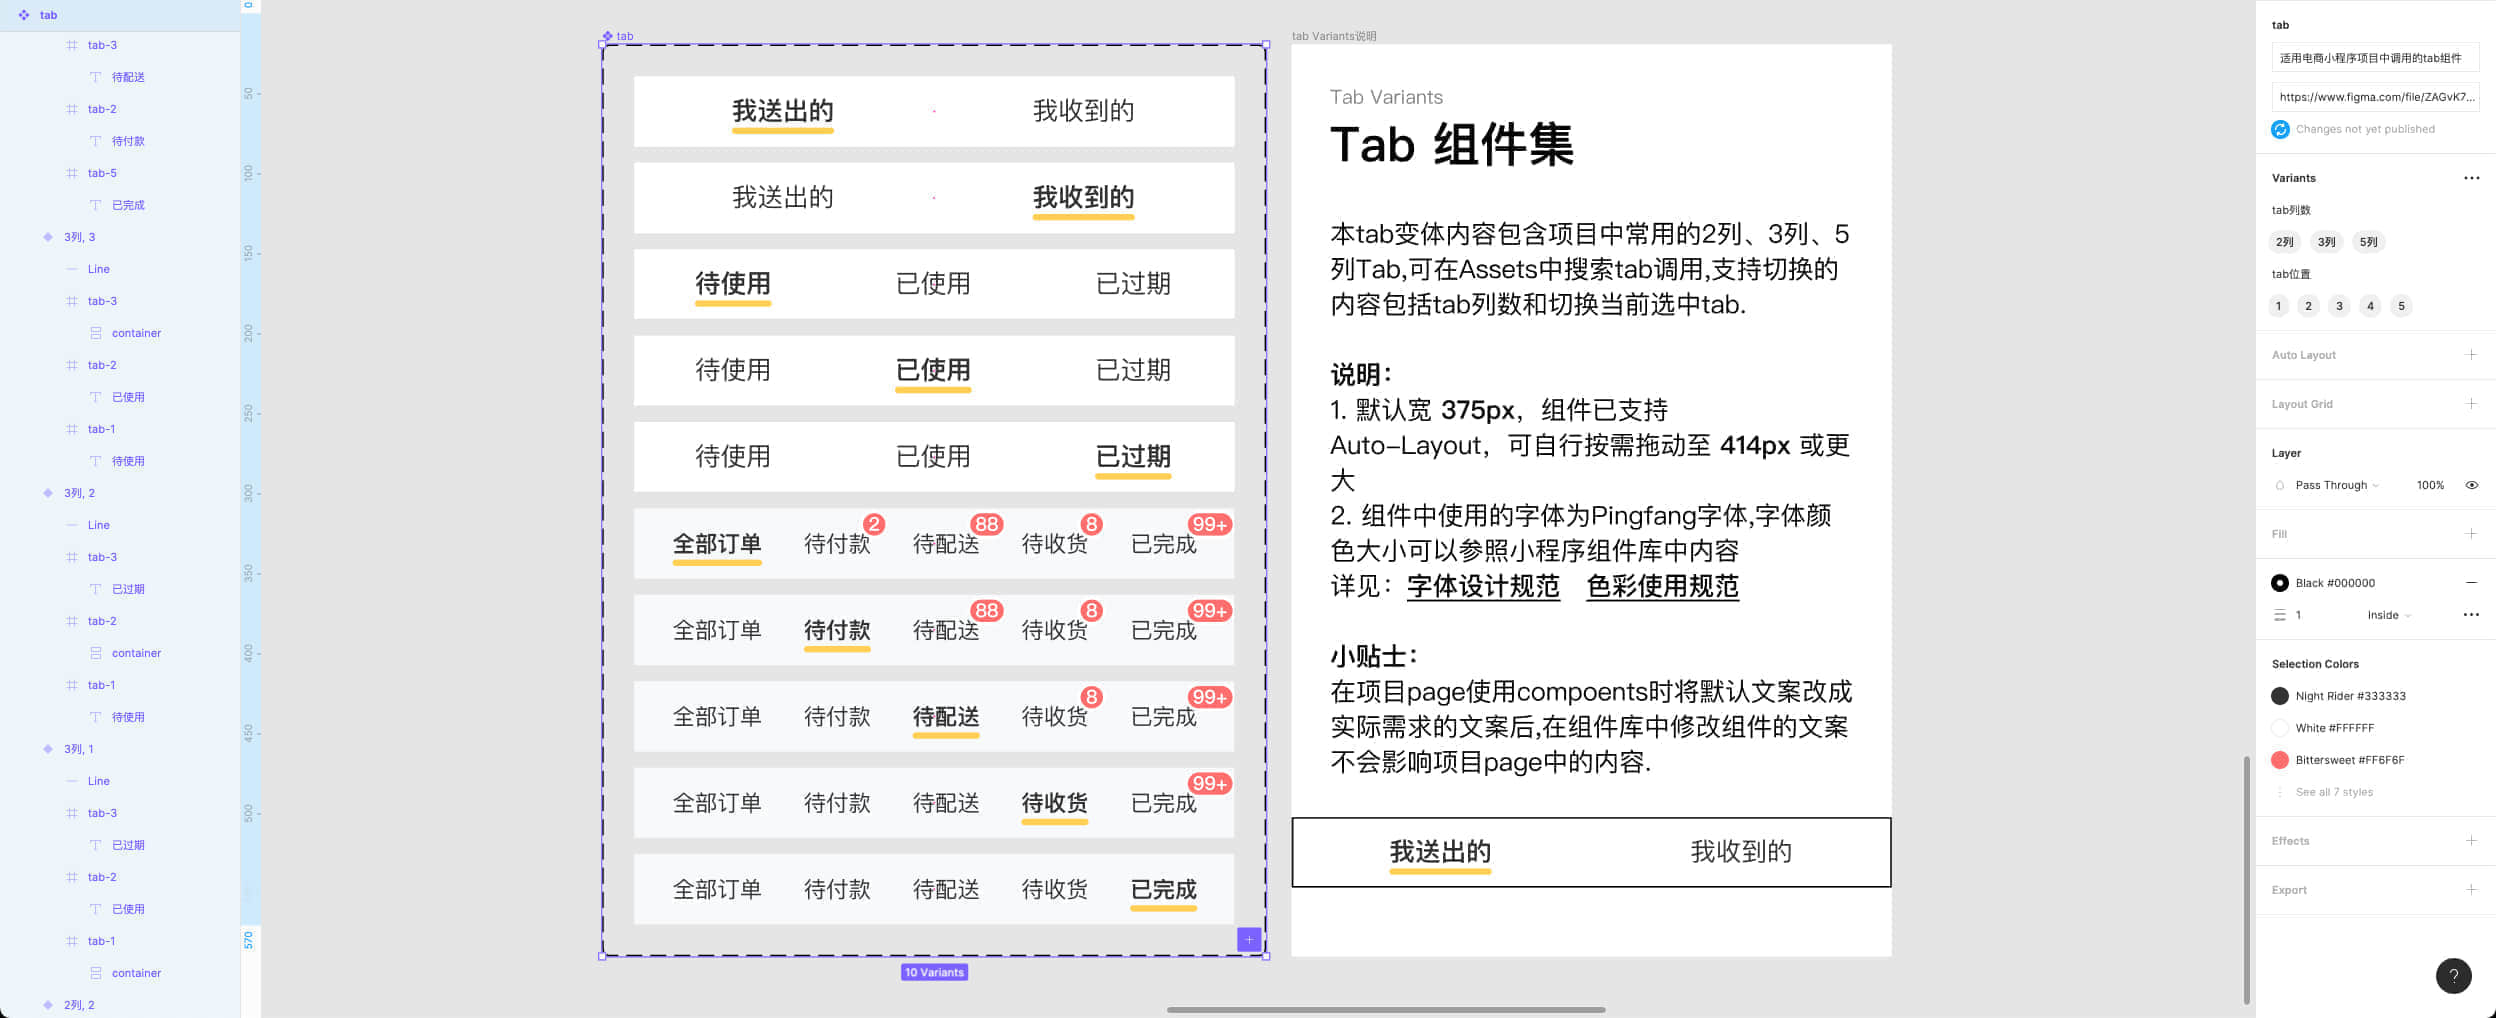 tab
tab-3
待配送
tab-2
待付款
tab-5
已完成
3列, 3
Line
tab-3
container
tab-2
已使用
tab-1
待使用
3列, 2
Line
tab-3
已过期
tab-2
container
tab-1
待使用
3列, 1
Line
tab-3
已过期
tab-2
已使用
tab-1
container
2列, 2
0
50
100
150
200
250
300
350
400
450
500
570
tab
我送出的 我收到的
我送出的 我收到的
待使用 已使用 已过期
待使用 已使用 已过期
待使用 已使用 已过期
全部订单 待付款 2 待配送 88 待收货 8 已完成 99+
全部订单 待付款 待配送 88 待收货 8 已完成 99+
全部订单 待付款 待配送 待收货 8 已完成 99+
全部订单 待付款 待配送 待收货 已完成 99+
全部订单 待付款 待配送 待收货 已完成
10 Variants
tab Variants说明
Tab Variants
Tab 组件集
本tab变体内容包含项目中常用的2列、3列、5
列Tab,可在Assets中搜索tab调用,支持切换的
内容包括tab列数和切换当前选中tab.
说明：
1. 默认宽 375px，组件已支持
Auto-Layout，可自行按需拖动至 414px 或更
大
2. 组件中使用的字体为Pingfang字体,字体颜
色大小可以参照小程序组件库中内容
详见：字体设计规范 色彩使用规范
小贴士：
在项目page使用compoents时将默认文案改成
实际需求的文案后,在组件库中修改组件的文案
不会影响项目page中的内容.
我送出的 我收到的
tab
适用电商小程序项目中调用的tab组件
https://www.figma.com/file/ZAGvK7...
Changes not yet published
Variants
tab列数
2列 3列 5列
tab位置
1 2 3 4 5
Auto Layout
Layout Grid
Layer
Pass Through 100%
Fill
Black #000000
1 Inside
Selection Colors
Night Rider #333333
White #FFFFFF
Bittersweet #FF6F6F
See all 7 styles
Effects
Export
?